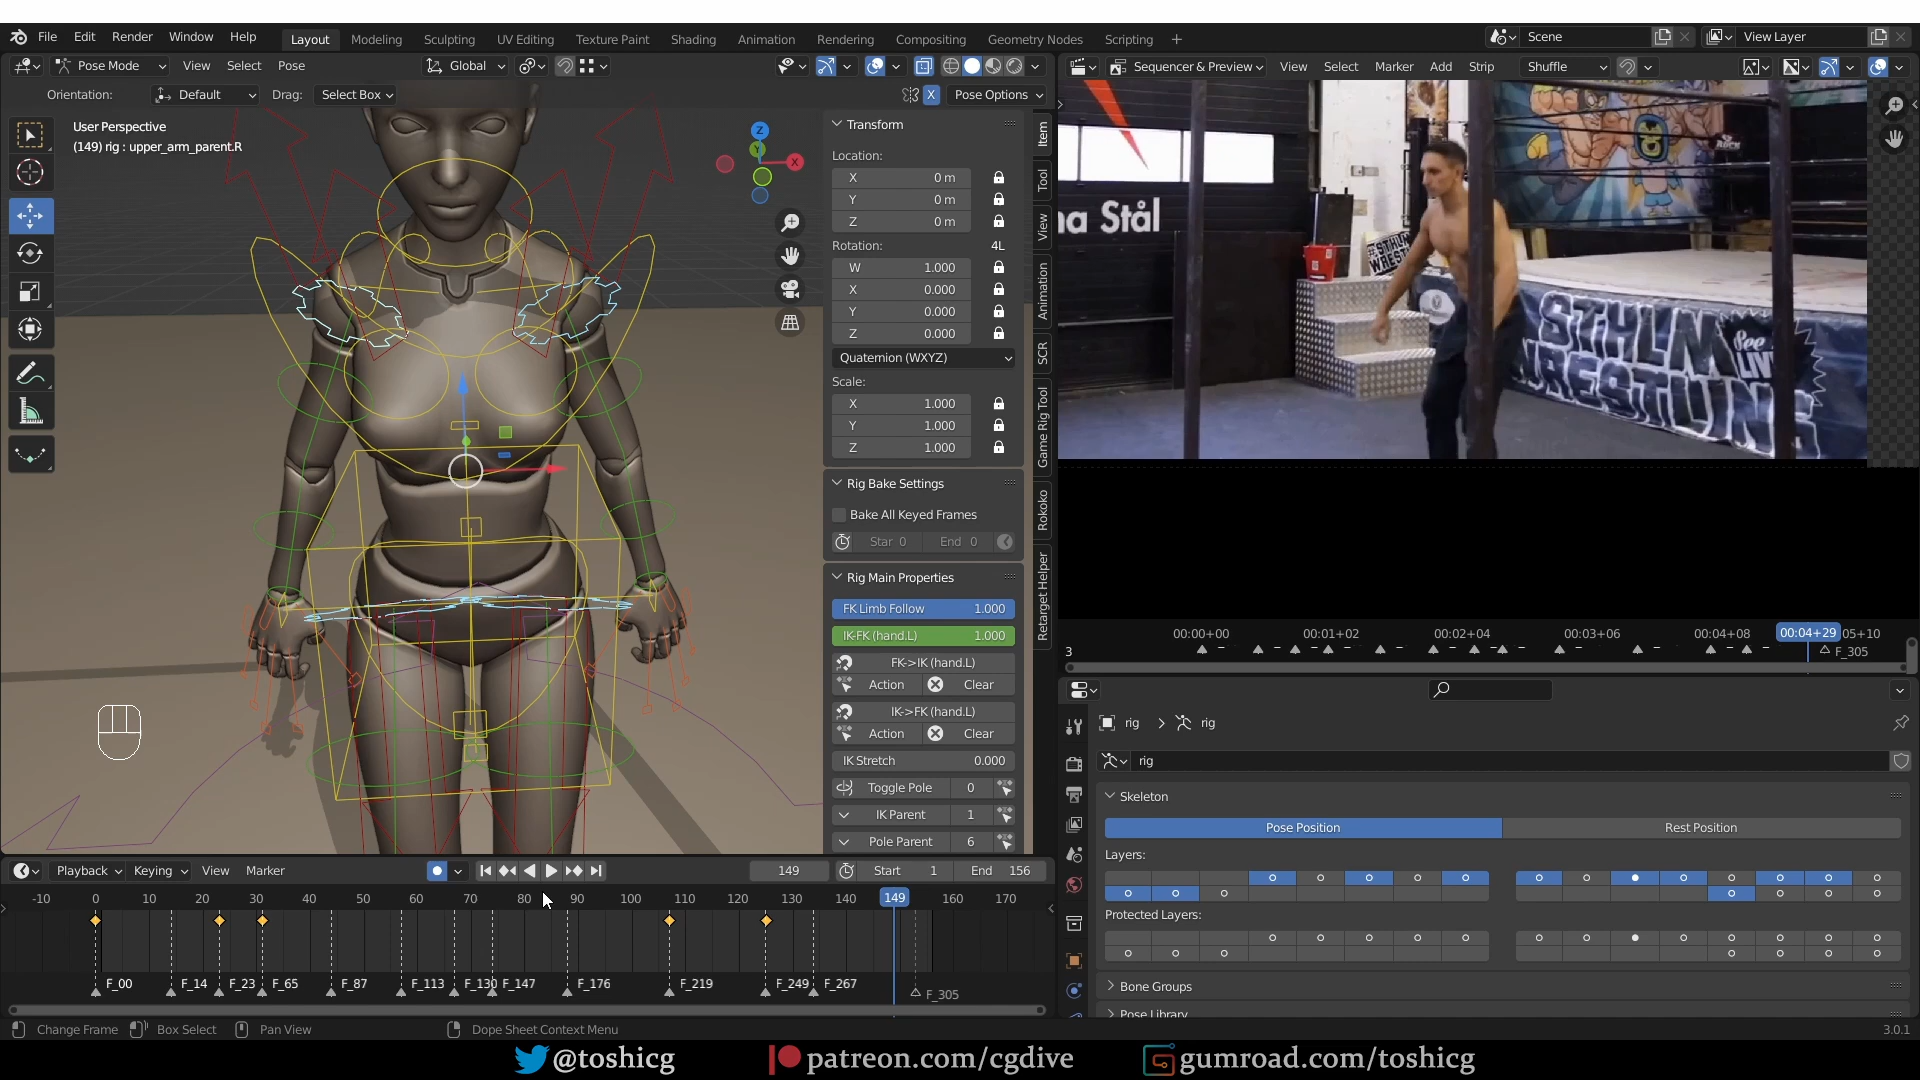 File Edit Render Window Help
Layout Modeling Sculpting UV Editing Texture Paint Shading Animation Rendering Compositing Geometry Nodes Scripting +
Scene
View Layer
Pose Mode View Select Pose
Global
Sequencer & Preview View Select Marker Add Strip Shuffle
Orientation: Default Drag: Select Box
X Pose Options
User Perspective
(149) rig : upper_arm_parent.R
Z
X
Transform
Location:
X 0 m
Y 0 m
Z 0 m
Rotation: 4L
W 1.000
X 0.000
Y 0.000
Z 0.000
Quaternion (WXYZ)
Scale:
X 1.000
Y 1.000
Z 1.000
Rig Bake Settings
Bake All Keyed Frames
Star 0 End 0
Rig Main Properties
FK Limb Follow 1.000
IK-FK (hand.L) 1.000
FK->IK (hand.L)
Action Clear
IK->FK (hand.L)
Action Clear
IK Stretch 0.000
Toggle Pole 0
IK Parent 1
Pole Parent 6
Item
Tool
View
Animation
SCR
Game Rig Tool
Rokoko
Retarget Helper
na Stål
STHLM
WRESTLING
See
LIVE
00:00+00 00:01+02 00:02+04 00:03+06 00:04+08 00:04+29 05+10
3
F_305
rig rig
rig
Skeleton
Pose Position Rest Position
Layers:
Protected Layers:
Bone Groups
Pose Library
Playback Keying View Marker
149 Start 1 End 156
-10 0 10 20 30 40 50 60 70 80 90 100 110 120 130 140 149 160 170
F_00 F_14 F_23 F_65 F_87 F_113 F_130 F_147 F_176 F_219 F_249 F_267 F_305
Change Frame Box Select Pan View Dope Sheet Context Menu
3.0.1
@toshicg patreon.com/cgdive gumroad.com/toshicg